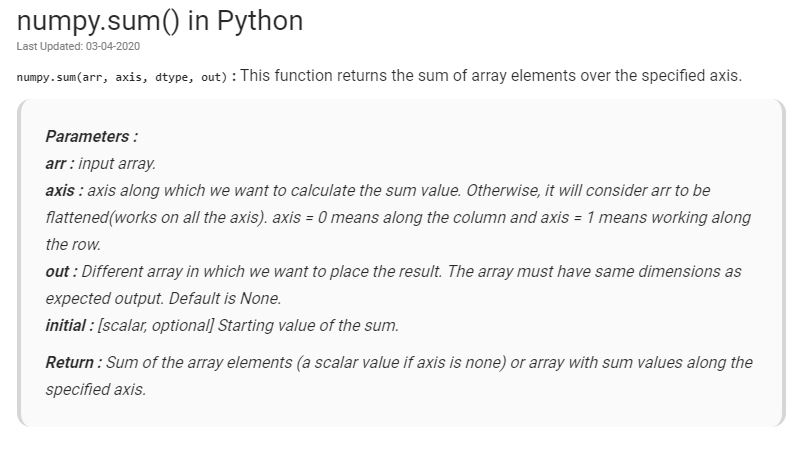 numpy.sum() in Python
Last Updated: 03-04-2020
numpy.sum(arr, axis, dtype, out) : This function returns the sum of array elements over the specified axis.
Parameters :
arr : input array.
axis : axis along which we want to calculate the sum value. Otherwise, it will consider arr to be
flattened(works on all the axis). axis = 0 means along the column and axis = 1 means working along
the row.
out : Different array in which we want to place the result. The array must have same dimensions as
expected output. Default is None.
initial : [scalar, optional] Starting value of the sum.
Return : Sum of the array elements (a scalar value if axis is none) or array with sum values along the
specified axis.